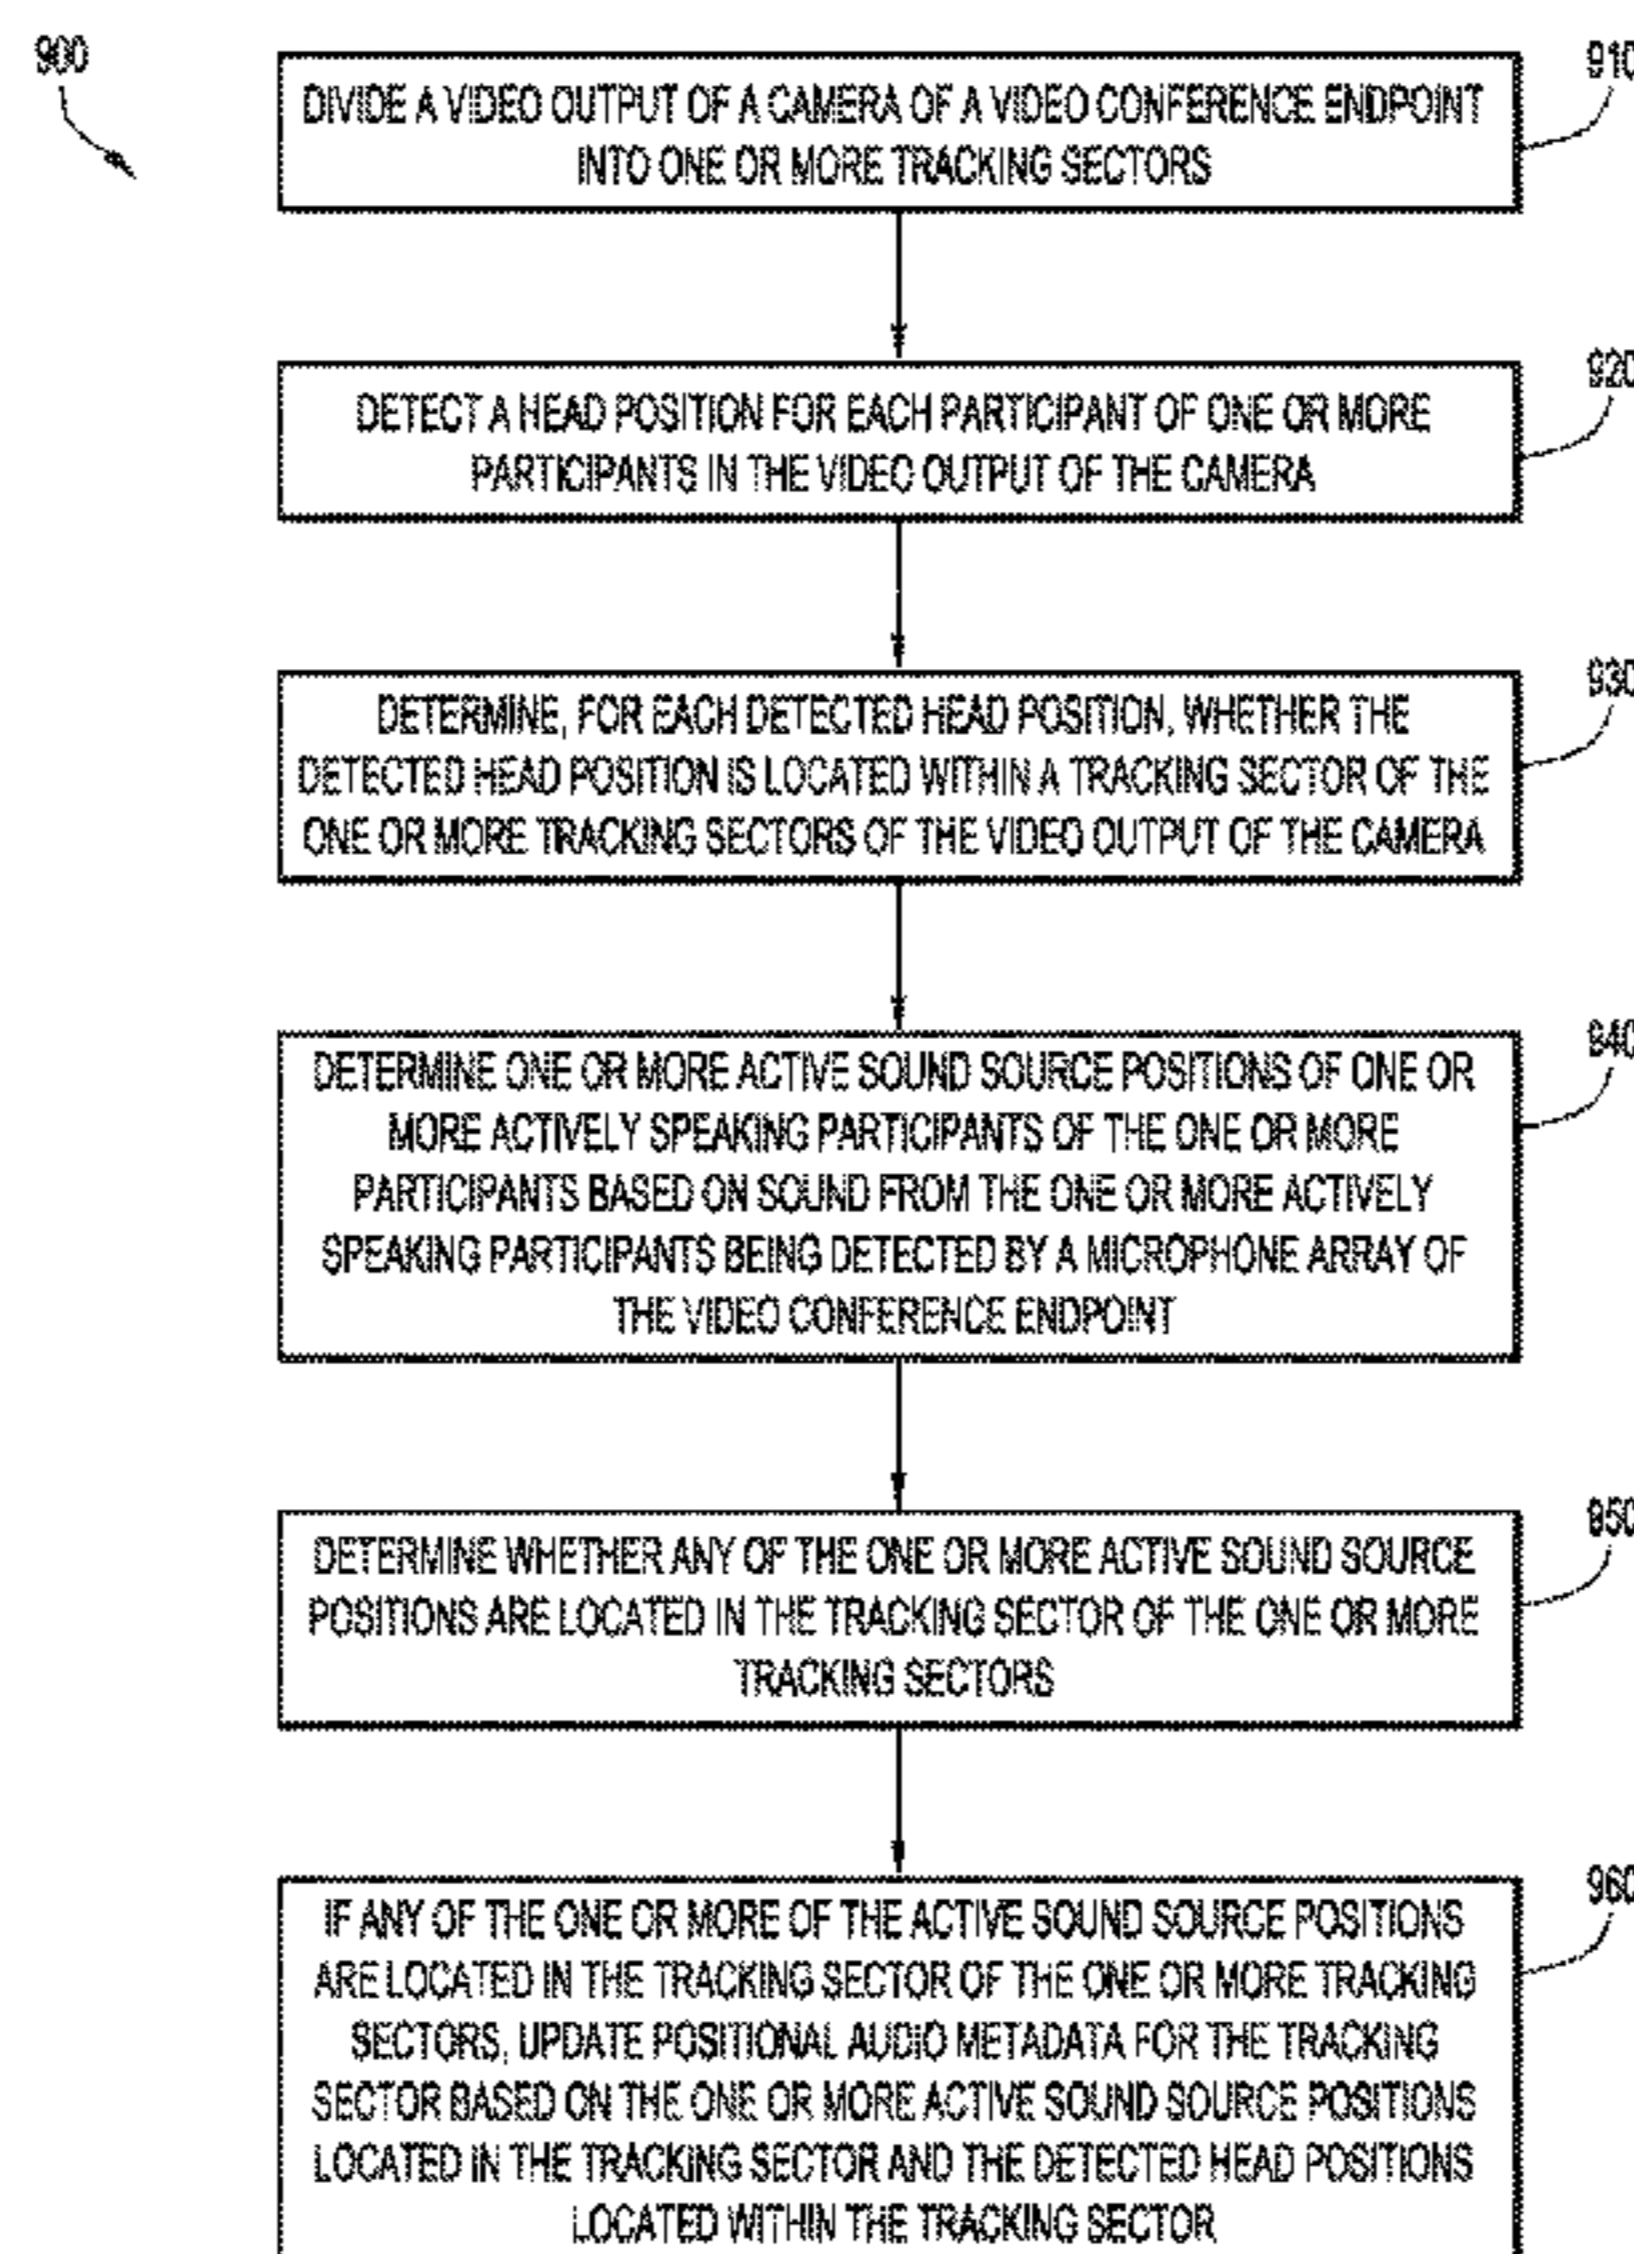 900
910
DIVIDE A VIDEO OUTPUT OF A CAMERA OF A VIDEO CONFERENCE ENDPOINT
INTO ONE OR MORE TRACKING SECTORS
920
DETECT A HEAD POSITION FOR EACH PARTICIPANT OF ONE OR MORE
PARTICIPANTS IN THE VIDEO OUTPUT OF THE CAMERA
930
DETERMINE, FOR EACH DETECTED HEAD POSITION, WHETHER THE
DETECTED HEAD POSITION IS LOCATED WITHIN A TRACKING SECTOR OF THE
ONE OR MORE TRACKING SECTORS OF THE VIDEO OUTPUT OF THE CAMERA
940
DETERMINE ONE OR MORE ACTIVE SOUND SOURCE POSITIONS OF ONE OR
MORE ACTIVELY SPEAKING PARTICIPANTS OF THE ONE OR MORE
PARTICIPANTS BASED ON SOUND FROM THE ONE OR MORE ACTIVELY
SPEAKING PARTICIPANTS BEING DETECTED BY A MICROPHONE ARRAY OF
THE VIDEO CONFERENCE ENDPOINT
950
DETERMINE WHETHER ANY OF THE ONE OR MORE ACTIVE SOUND SOURCE
POSITIONS ARE LOCATED IN THE TRACKING SECTOR OF THE ONE OR MORE
TRACKING SECTORS
960
IF ANY OF THE ONE OR MORE OF THE ACTIVE SOUND SOURCE POSITIONS
ARE LOCATED IN THE TRACKING SECTOR OF THE ONE OR MORE TRACKING
SECTORS, UPDATE POSITIONAL AUDIO METADATA FOR THE TRACKING
SECTOR BASED ON THE ONE OR MORE ACTIVE SOUND SOURCE POSITIONS
LOCATED IN THE TRACKING SECTOR AND THE DETECTED HEAD POSITIONS
LOCATED WITHIN THE TRACKING SECTOR